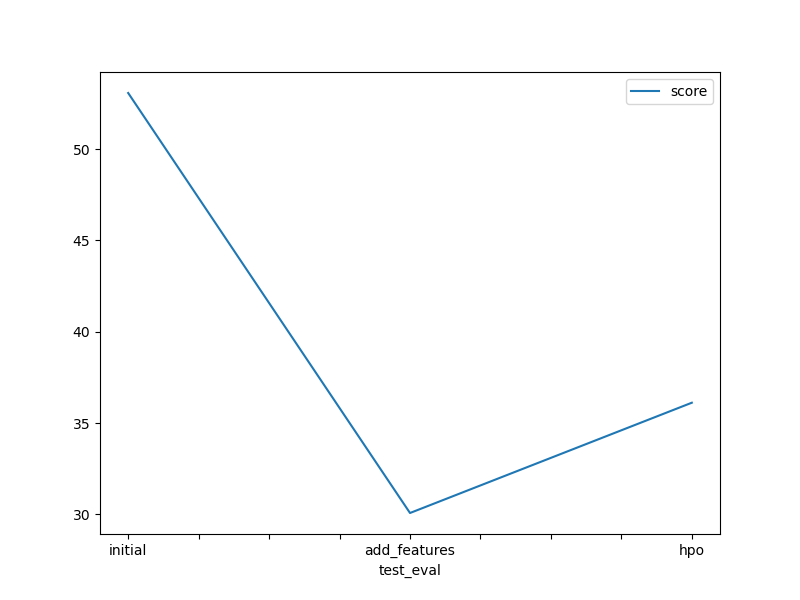 score
50
45
40
35
30
initial
add_features
hpo
test_eval